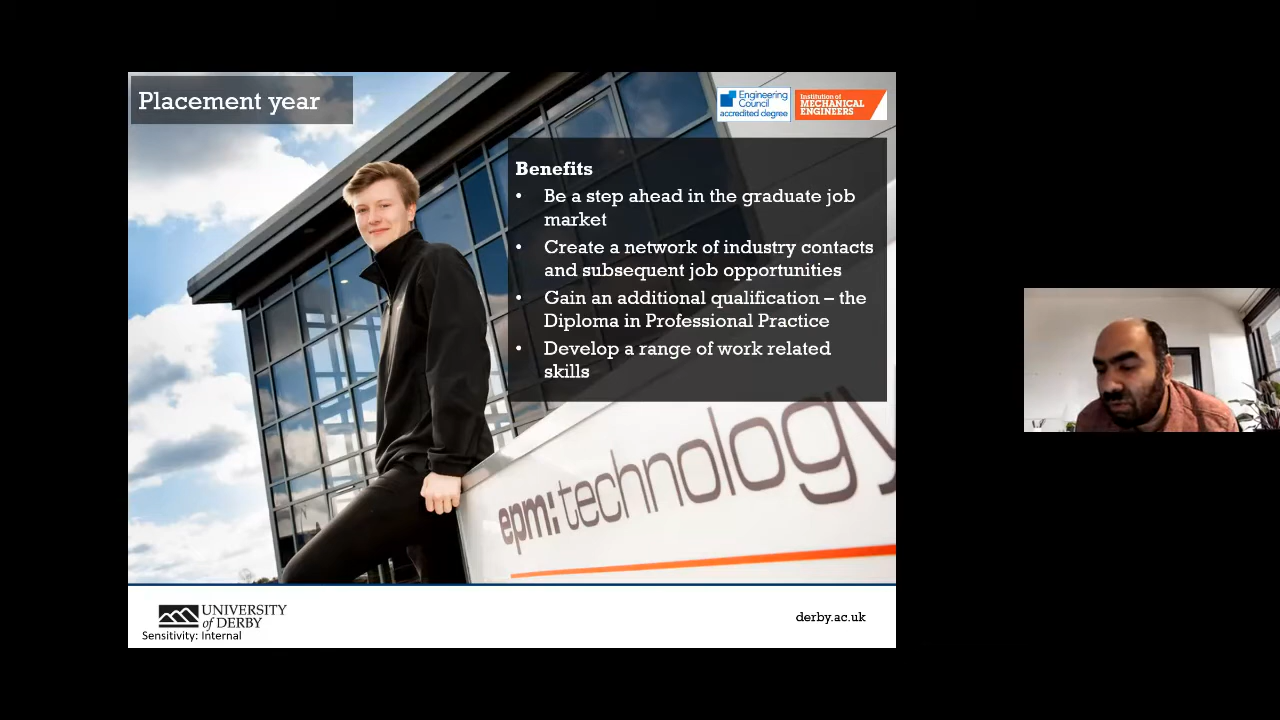 Placement year
Engineering
Council
accredited degree
Institution of
MECHANICAL
ENGINEERS
Benefits
• Be a step ahead in the graduate job
market
• Create a network of industry contacts
and subsequent job opportunities
• Gain an additional qualification – the
Diploma in Professional Practice
• Develop a range of work related
skills
epm:technology
UNIVERSITY
of DERBY
Sensitivity: Internal
derby.ac.uk